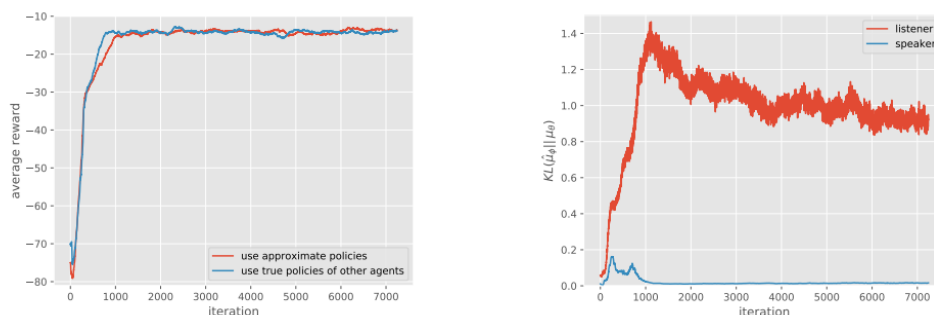 −10
−20
−30
−40
−50
−60
−70
−80
average reward
0 1000 2000 3000 4000 5000 6000 7000
iteration
use approximate policies
use true policies of other agents
1.4
1.2
1.0
0.8
0.6
0.4
0.2
0.0
KL(μ̂ϕ||μθ)
0 1000 2000 3000 4000 5000 6000 7000
iteration
listener
speaker